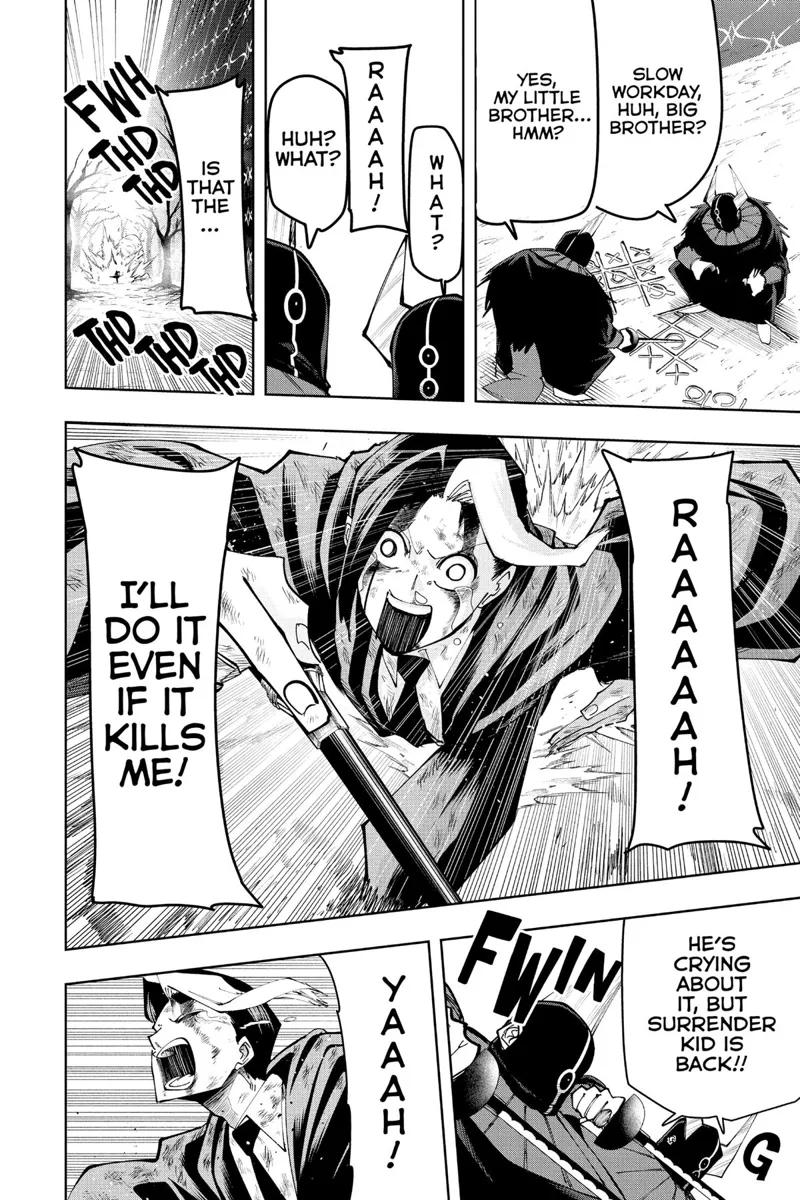 SLOW
WORKDAY,
HUH, BIG
BROTHER?
YES,
MY LITTLE
BROTHER...
HMM?
WHAT?
RAAAAH!
HUH?
WHAT?
IS
THAT
THE
...
FWH
THD
THD
THD
THD
THD
RAAAAAAH!
I'LL
DO IT
EVEN
IF IT
KILLS
ME!
HE'S
CRYING
ABOUT
IT, BUT
SURRENDER
KID IS
BACK!!
FWIN
G
YAAAH!